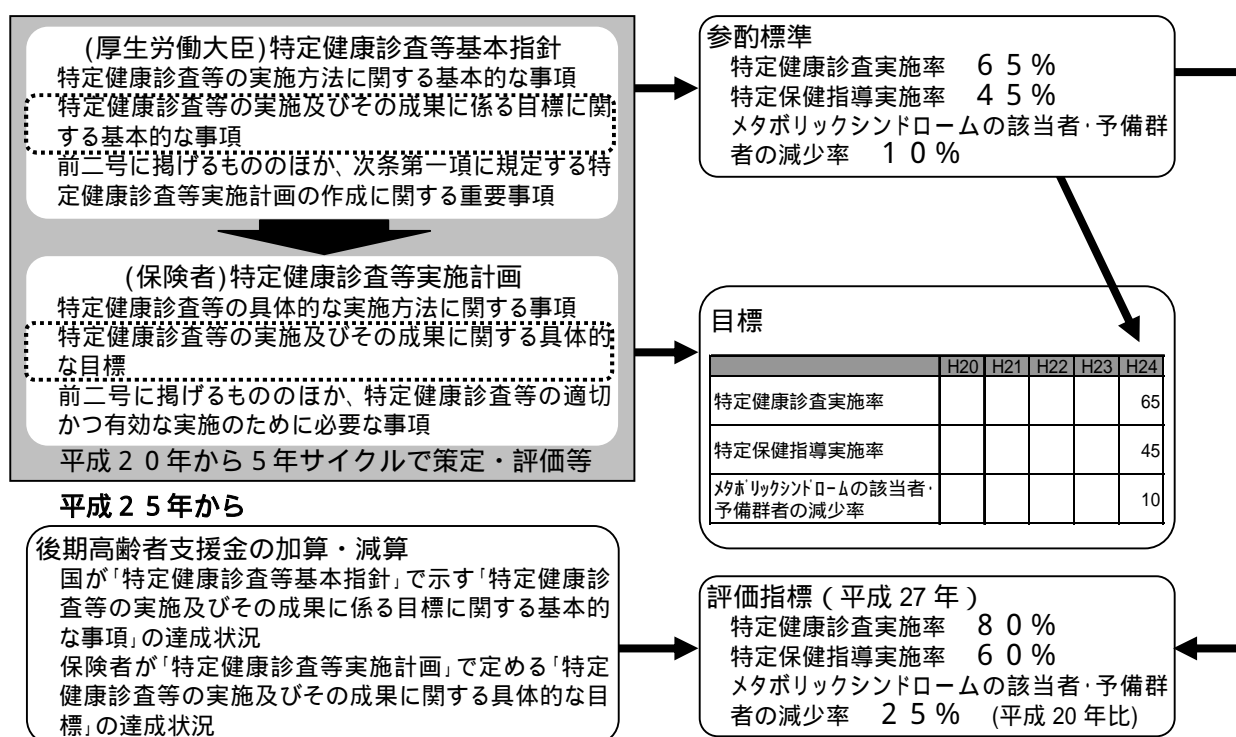 (厚生労働大臣)特定健康診査等基本指針
特定健康診査等の実施方法に関する基本的な事項
特定健康診査等の実施及びその成果に係る目標に関
する基本的な事項
前二号に掲げるもののほか、次条第一項に規定する特
定健康診査等実施計画の作成に関する重要事項
(保険者)特定健康診査等実施計画
特定健康診査等の具体的な実施方法に関する事項
特定健康診査等の実施及びその成果に関する具体的
な目標
前二号に掲げるもののほか、特定健康診査等の適切
かつ有効な実施のために必要な事項
平成20年から5年サイクルで策定・評価等
平成25年から
後期高齢者支援金の加算・減算
国が「特定健康診査等基本指針」で示す「特定健康診
査等の実施及びその成果に係る目標に関する基本的
な事項」の達成状況
保険者が「特定健康診査等実施計画」で定める「特定
健康診査等の実施及びその成果に関する具体的な目
標」の達成状況
参酌標準
特定健康診査実施率 65%
特定保健指導実施率 45%
メタボリックシンドロームの該当者・予備群
者の減少率 10%
目標
H20 H21 H22 H23 H24
特定健康診査実施率 65
特定保健指導実施率 45
メタボリックシンドロームの該当者・
予備群者の減少率 10
評価指標(平成27年)
特定健康診査実施率 80%
特定保健指導実施率 60%
メタボリックシンドロームの該当者・予備群
者の減少率 25% (平成20年比)